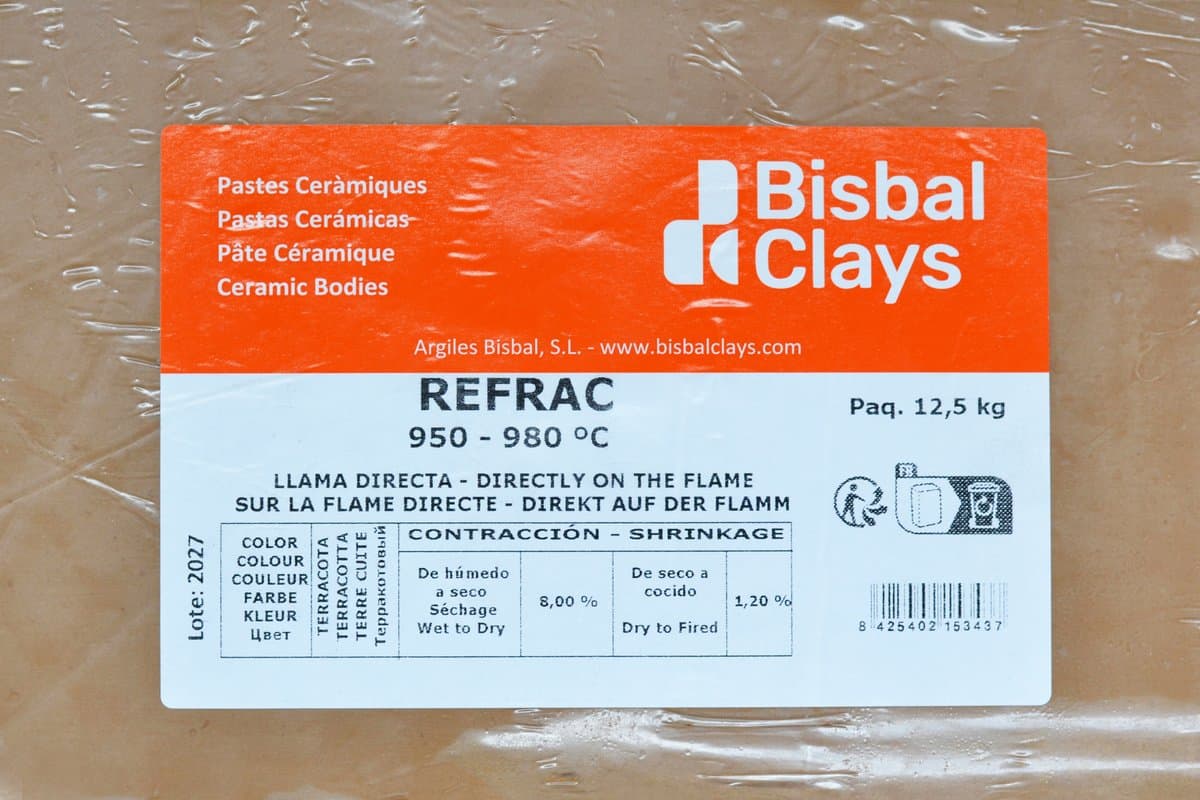 Pastes Ceràmiques
Pastas Cerámicas
Pâte Céramique
Ceramic Bodies
Bisbal
Clays
Argiles Bisbal, S.L. - www.bisbalclays.com
REFRAC
950 - 980 ºC
Paq. 12,5 kg
LLAMA DIRECTA - DIRECTLY ON THE FLAME
SUR LA FLAME DIRECTE - DIREKT AUF DER FLAMM
Lote: 2027
COLOR
COLOUR
COULEUR
FARBE
KLEUR
Цвет
TERRACOTA
TERRACOTTA
TERRE CUITE
Терракотовый
CONTRACCIÓN - SHRINKAGE
De húmedo
a seco
Séchage
Wet to Dry
8,00 %
De seco a
cocido
Dry to Fired
1,20 %
8 425402 153437